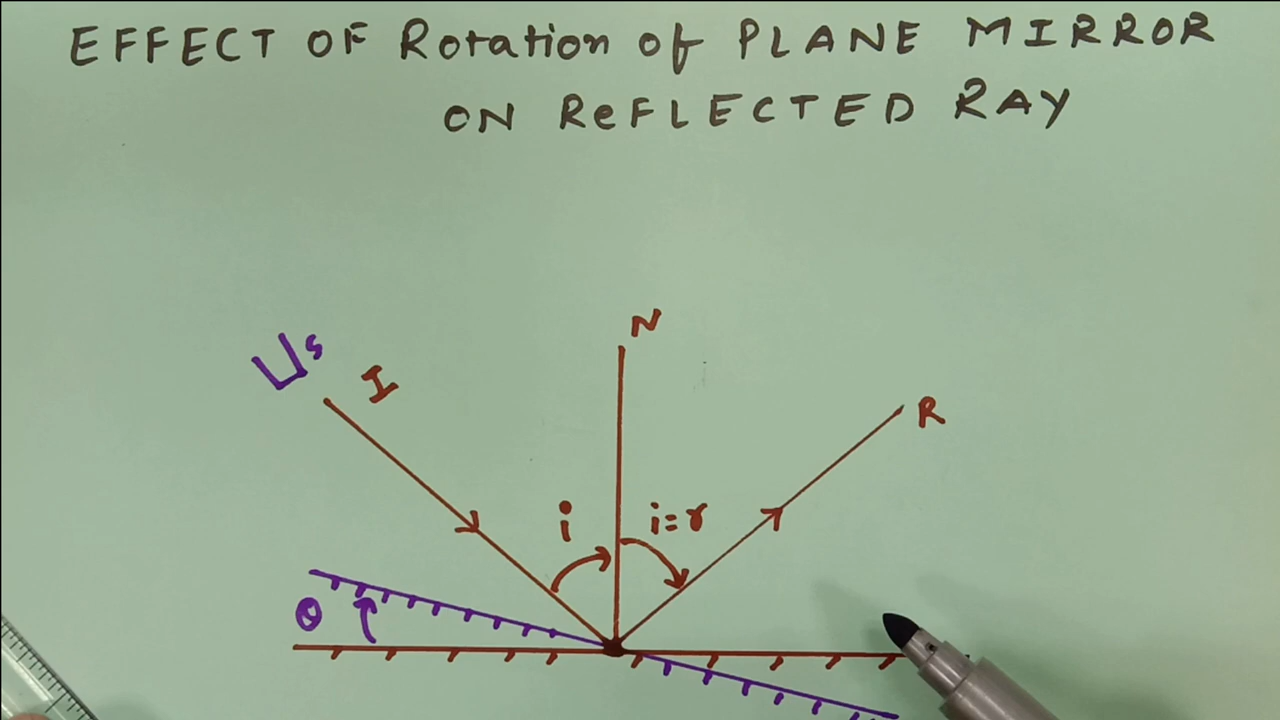 EFFECT OF Rotation of PLANE MIRROR
ON ReFLECTED RAY
N
I
R
i
i=r
θ